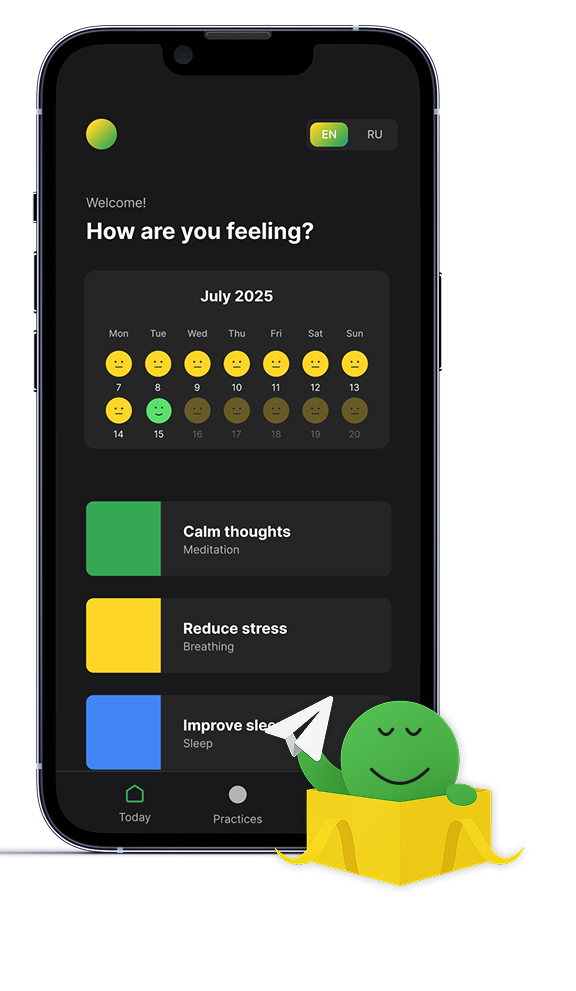 EN RU
Welcome!
How are you feeling?
July 2025
Mon Tue Wed Thu Fri Sat Sun
7 8 9 10 11 12 13
14 15 16 17 18 19 20
Calm thoughts
Meditation
Reduce stress
Breathing
Improve
Sleep
Today Practices